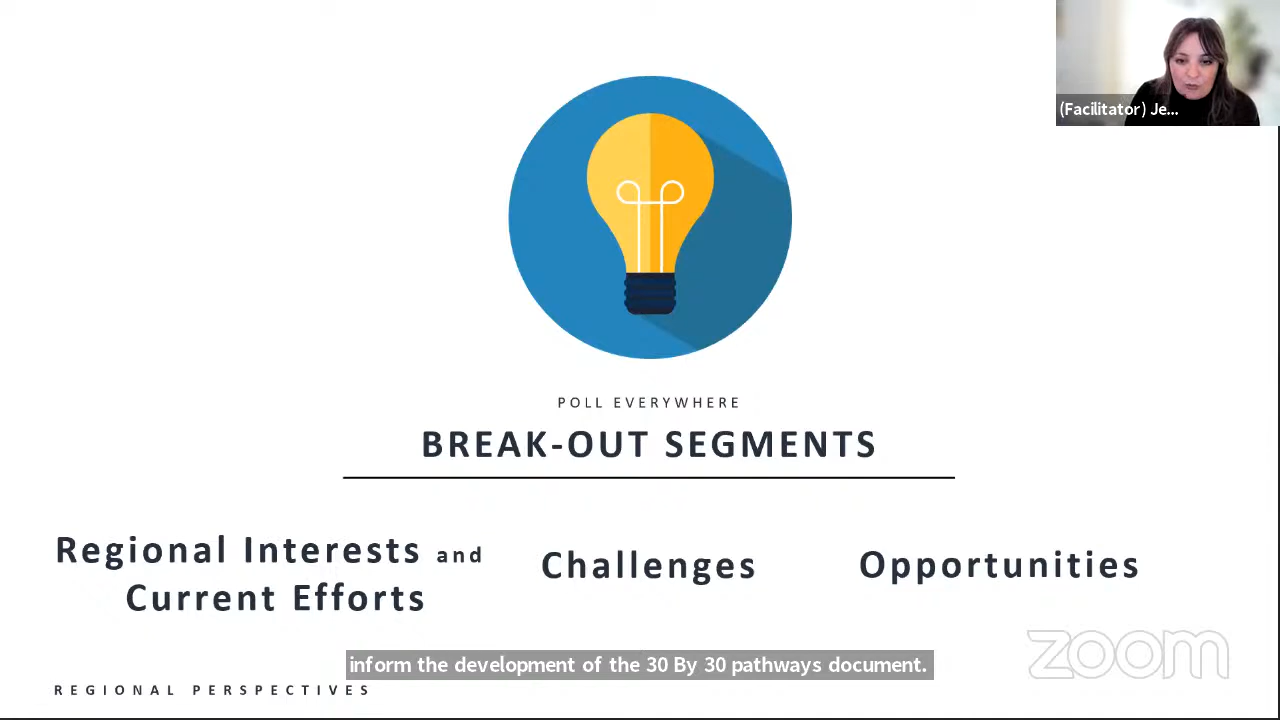 (Facilitator) Je...
POLL EVERYWHERE
BREAK-OUT SEGMENTS
Regional Interests and
Current Efforts
Challenges
Opportunities
zoom
inform the development of the 30 By 30 pathways document.
REGIONAL PERSPECTIVES